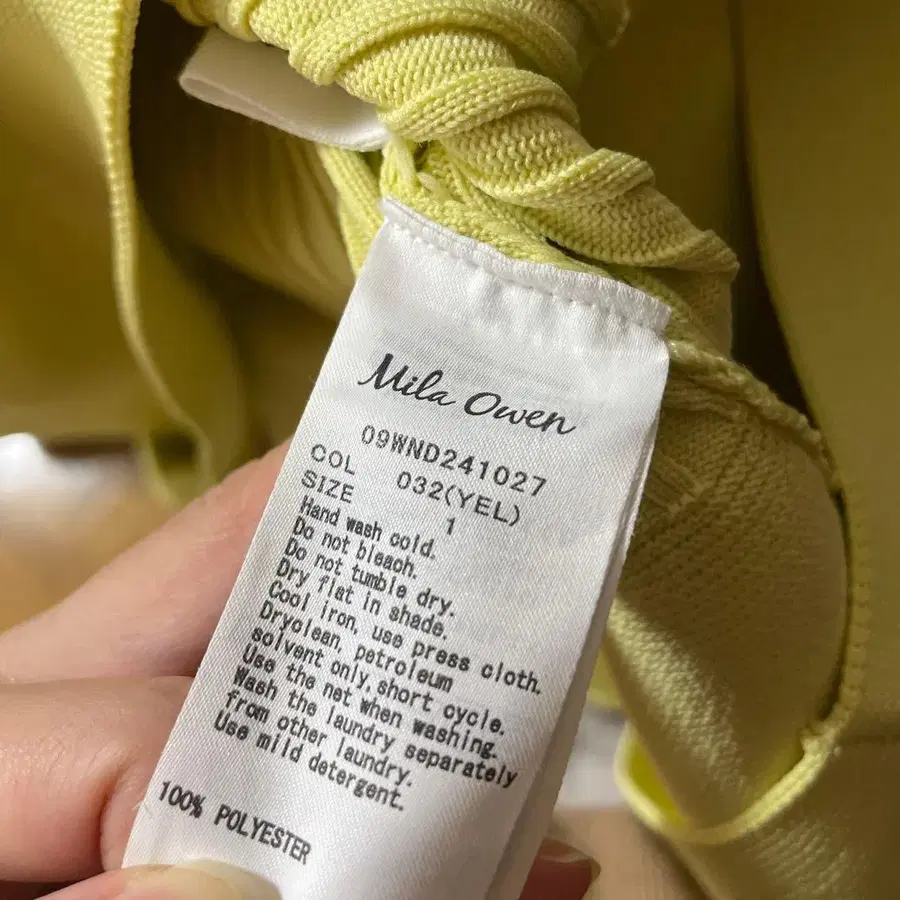 Mila Owen
09WND241027
COL 032(YEL)
SIZE 1
Hand wash cold.
Do not bleach.
Do not tumble dry.
Dry flat in shade.
Cool iron, use press cloth.
Dryclean, petroleum
solvent only, short cycle.
Use the net when washing.
Wash the laundry separately
from other laundry.
Use mild detergent.
100% POLYESTER